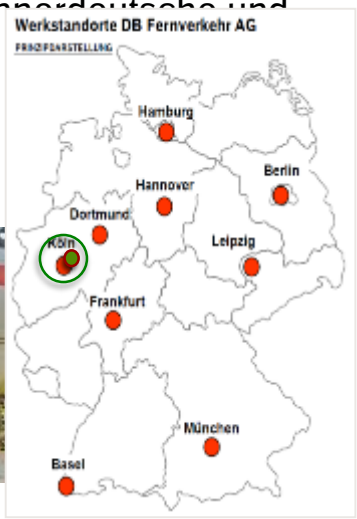 Werkstandorte DB Fernverkehr AG
PRINZIPDARSTELLUNG
Hamburg
Berlin
Hannover
Dortmund
Leipzig
Köln
Frankfurt
München
Basel